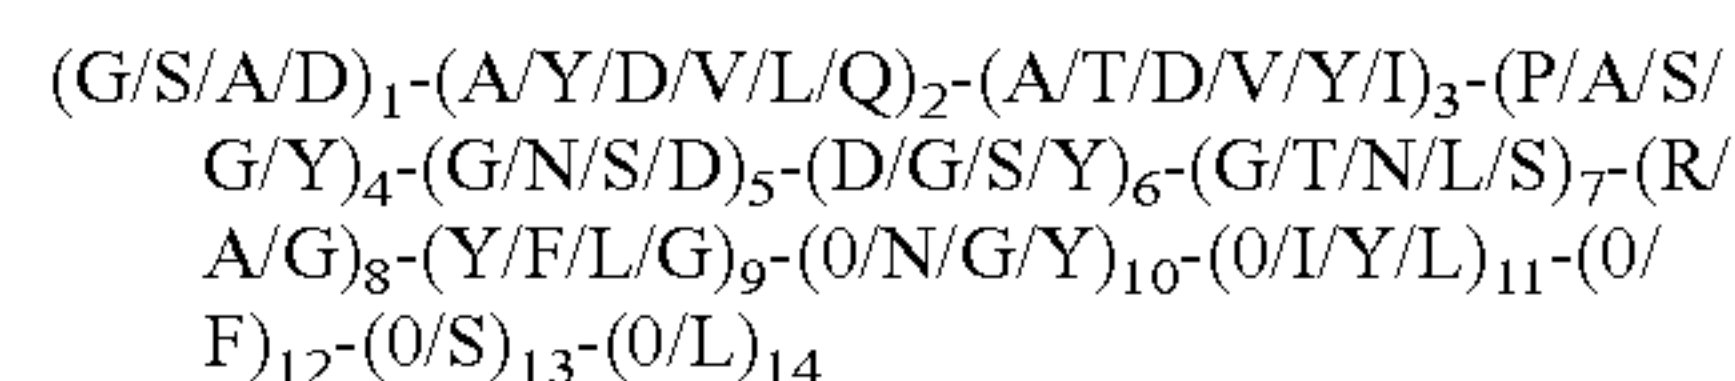 (G/S/A/D)₁-(A/Y/D/V/L/Q)₂-(A/T/D/V/Y/I)₃-(P/A/S/
G/Y)₄-(G/N/S/D)₅-(D/G/S/Y)₆-(G/T/N/L/S)₇-(R/
A/G)₈-(Y/F/L/G)₉-(0/N/G/Y)₁₀-(0/I/Y/L)₁₁-(0/
F)₁₂-(0/S)₁₃-(0/L)₁₄